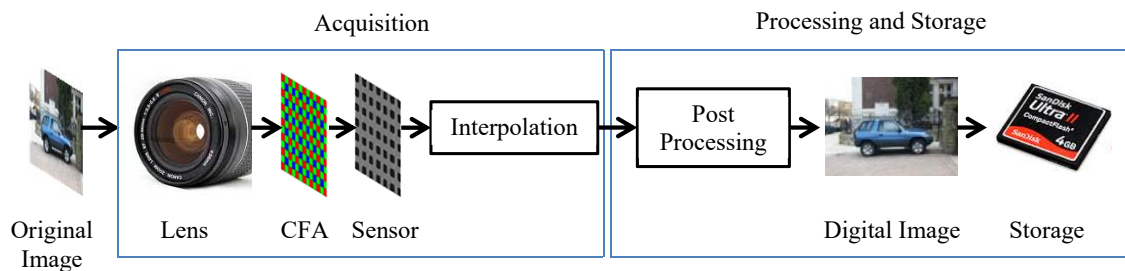 Acquisition
Processing and Storage
Interpolation
Post
Processing
SanDisk
Ultra II
CompactFlash
4GB
SanDisk
Original
Image
Lens
CFA
Sensor
Digital Image
Storage